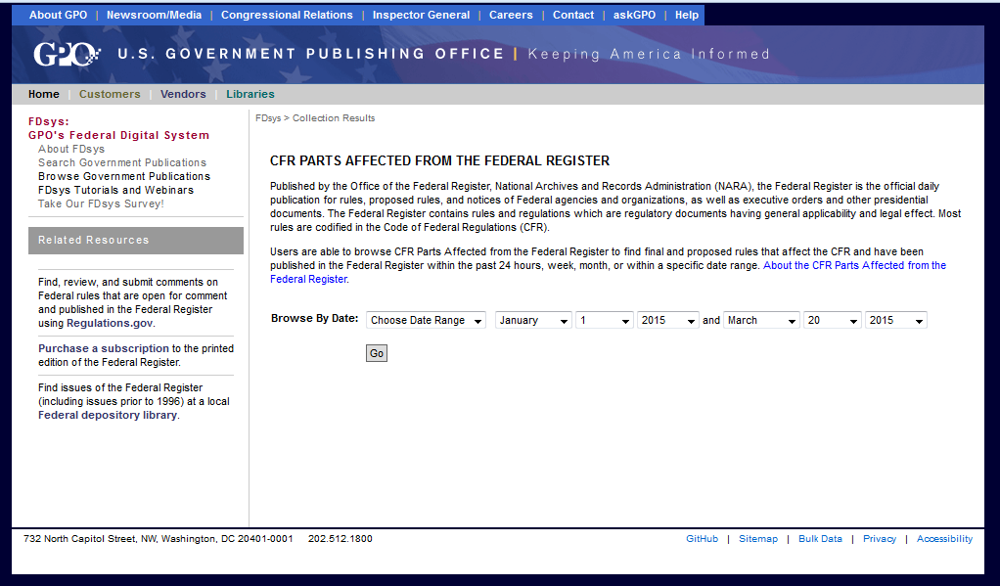 About GPO | Newsroom/Media | Congressional Relations | Inspector General | Careers | Contact | askGPO | Help
GPO U.S. GOVERNMENT PUBLISHING OFFICE | Keeping America Informed
Home | Customers | Vendors | Libraries
FDsys:
GPO's Federal Digital System
About FDsys
Search Government Publications
Browse Government Publications
FDsys Tutorials and Webinars
Take Our FDsys Survey!
Related Resources
Find, review, and submit comments on
Federal rules that are open for comment
and published in the Federal Register
using Regulations.gov.
Purchase a subscription to the printed
edition of the Federal Register.
Find issues of the Federal Register
(including issues prior to 1996) at a local
Federal depository library.
FDsys > Collection Results
CFR PARTS AFFECTED FROM THE FEDERAL REGISTER
Published by the Office of the Federal Register, National Archives and Records Administration (NARA), the Federal Register is the official daily
publication for rules, proposed rules, and notices of Federal agencies and organizations, as well as executive orders and other presidential
documents. The Federal Register contains rules and regulations which are regulatory documents having general applicability and legal effect. Most
rules are codified in the Code of Federal Regulations (CFR).
Users are able to browse CFR Parts Affected from the Federal Register to find final and proposed rules that affect the CFR and have been
published in the Federal Register within the past 24 hours, week, month, or within a specific date range. About the CFR Parts Affected from the
Federal Register.
Browse By Date: Choose Date Range January 1 2015 and March 20 2015
Go
732 North Capitol Street, NW, Washington, DC 20401-0001 202.512.1800
GitHub | Sitemap | Bulk Data | Privacy | Accessibility